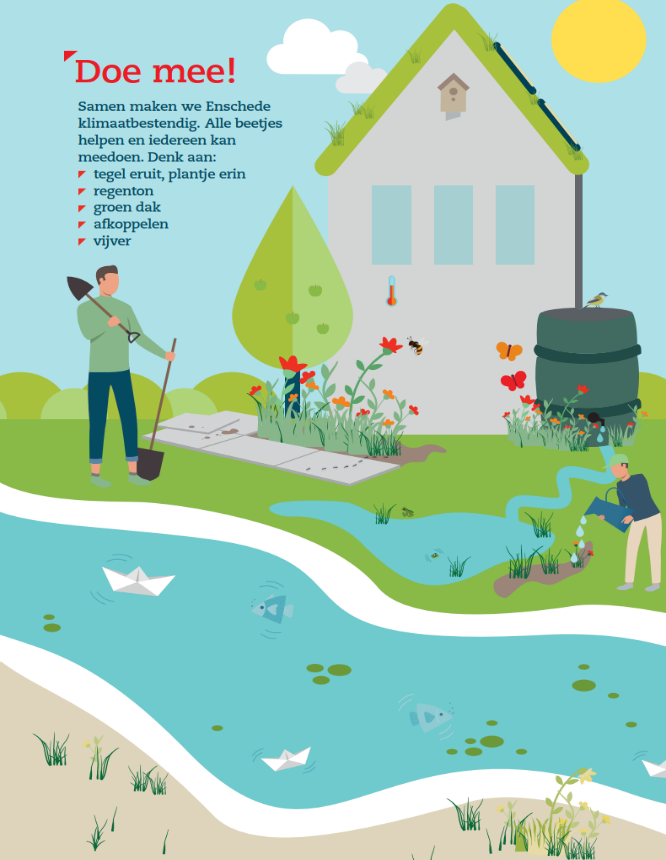 Doe mee!
Samen maken we Enschede
klimaatbestendig. Alle beetjes
helpen en iedereen kan
meedoen. Denk aan:
tegel eruit, plantje erin
regenton
groen dak
afkoppelen
vijver